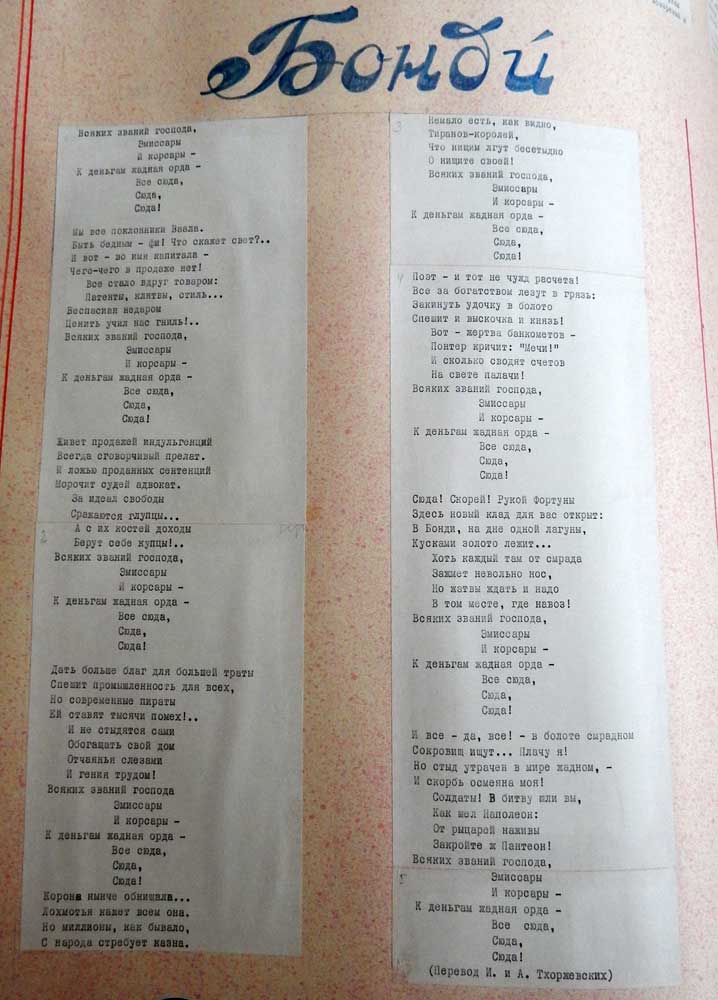 Бонди
Всяких званий господа,
Эмиссары
И корсары -
К деньгам жадная орда -
Все сюда,
Сюда,
Сюда!
Мы все поклонники Ваала.
Быть бедным - фи! Что скажет свет?..
И вот - во имя капитала -
Чего-чего в продаже нет!
Все стало вдруг товаром:
Патенты, клятвы, стиль...
Веспасиан недаром
Ценить учил нас гниль!..
Всяких званий господа,
Эмиссары
И корсары -
К деньгам жадная орда -
Все сюда,
Сюда,
Сюда!
Живет продажей индульгенций
Всегда сговорчивый прелат.
И ложью проданных сентенций
Морочит судей адвокат.
За идеал свободы
Сражаются глупцы...
2 А с их костей доходы
Берут себе купцы!..
Всяких званий господа,
Эмиссары
И корсары -
К деньгам жадная орда -
Все сюда,
Сюда,
Сюда!
Дать больше благ для большей траты
Спешит промышленность для всех,
Но современные пираты
Ей ставят тысячи помех!..
И не стыдятся сами
Обогащать свой дом
Отчаянья слезами
И гения трудом!
Всяких званий господа
Эмиссары
И корсары -
К деньгам жадная орда -
Все сюда,
Сюда,
Сюда!
Корона нынче обнищала...
Лохмотья кажет всем она.
Но миллионы, как бывало,
С народа стребует казна.
3 Немало есть, как видно,
Тиранов-королей,
Что нищим лгут бесстыдно
О нищите своей!
Всяких званий господа,
Эмиссары
И корсары -
К деньгам жадная орда -
Все сюда,
Сюда,
Сюда!
4 Поэт - и тот не чужд расчета!
Все за богатством лезут в грязь:
Закинуть удочку в болото
Спешит и выскочка и князь!
Вот - жертва банкометов -
Понтер кричит: "Мечи!"
И сколько сводят счетов
На свете палачи!
Всяких званий господа,
Эмиссары
И корсары -
К деньгам жадная орда -
Все сюда,
Сюда,
Сюда!
Сюда! Скорей! Рукой Фортуны
Здесь новый клад для вас открыт:
В Бонди, на дне одной лагуны,
Кусками золото лежит...
Хоть каждый там от смрада
Зажмет невольно нос,
Но жатвы ждать и надо
В том месте, где навоз!
Всяких званий господа,
Эмиссары
И корсары -
К деньгам жадная орда -
Все сюда,
Сюда,
Сюда!
И все - да, все! - в болоте смрадном
Сокровищ ищут... Плачу я!
Но стыд утрачен в мире жадном, -
И скорбь осмеяна моя!
Солдаты! В битву шли вы,
Как шел Наполеон:
От рыцарей наживы
Закройте ж Пантеон!
Всяких званий господа,
5 Эмиссары
И корсары -
К деньгам жадная орда -
Все сюда,
Сюда,
Сюда!
(Перевод И. и А. Тхоржевских)